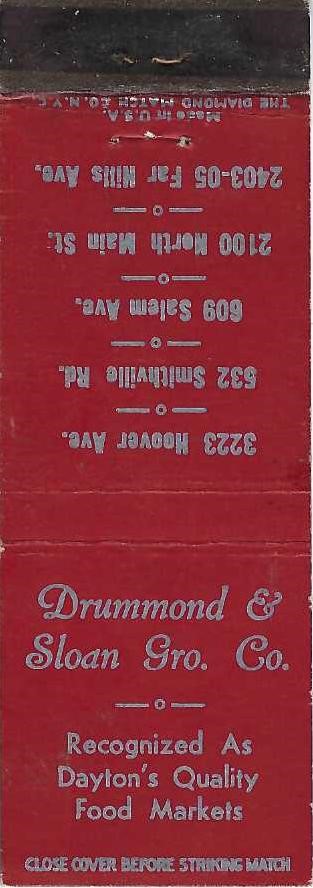 Drummond &
Sloan Gro. Co.
Recognized As
Dayton's Quality
Food Markets
CLOSE COVER BEFORE STRIKING MATCH
3223 Hoover Ave.
532 Smithville Rd.
609 Salem Ave.
2100 North Main St.
2403-05 Far Hills Ave.
Made in U.S.A.
THE DIAMOND MATCH CO. N.Y.C.